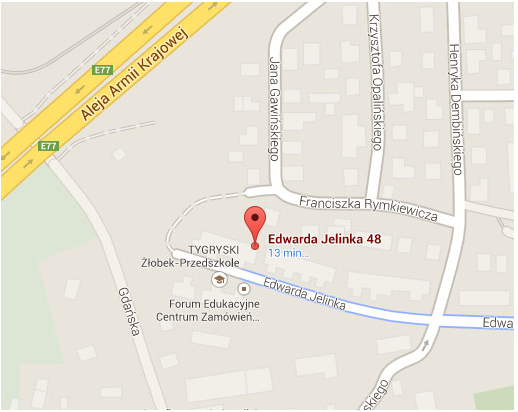 E77
Aleja Armii Krajowej
E77
Jana Gawińskiego
Krzysztofa Opalińskiego
Henryka Dembińskiego
Franciszka Rymkiewicza
Edwarda Jelinka 48
13 min...
TYGRYSKI
Żłobek-Przedszkole
Edwarda Jelinka
Edwa
Forum Edukacyjne
Centrum Zamówień...
Gdańska
skiego